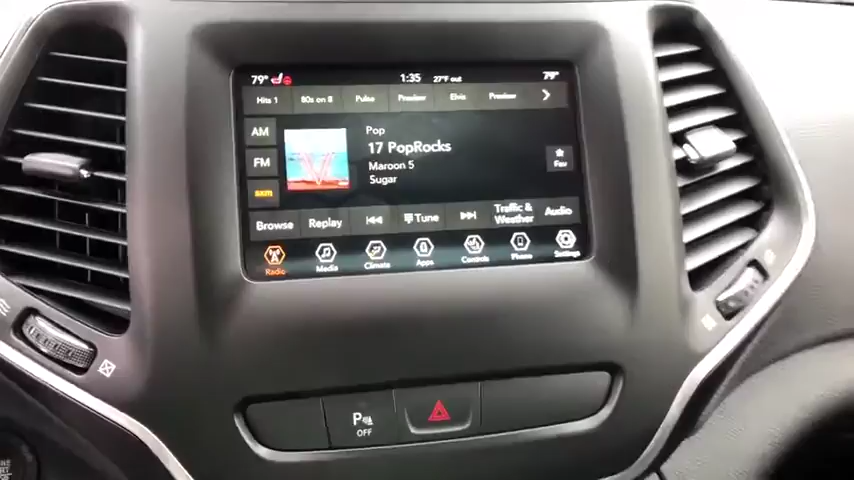 79° 1:35 27°F out 79°
Hits 1 80s on 8 Pulse Preview Elvis Preview
AM
FM
sxm
Pop
17 PopRocks
Maroon 5
Sugar
Fav
Browse Replay Tune Traffic & Weather Audio
Radio Media Climate Apps Controls Phone Settings
P
OFF